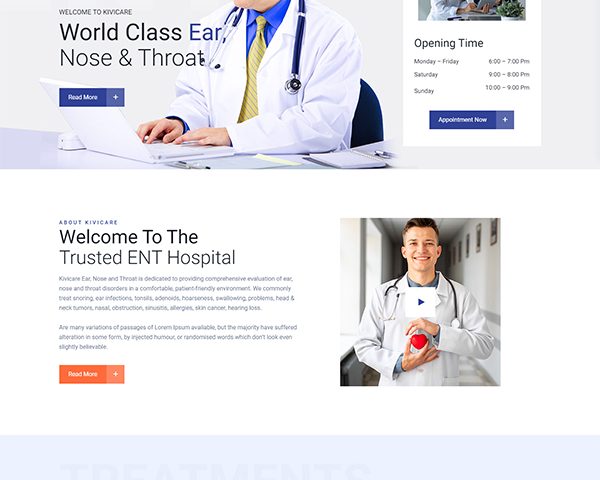 WELCOME TO KIVICARE
World Class Ear,
Nose & Throat
Read More +
Opening Time
Monday – Friday 6:00 – 7:00 Pm
Saturday 9:00 – 8:00 Pm
Sunday 10:00 – 9:00 Pm
Appointment Now +
ABOUT KIVICARE
Welcome To The
Trusted ENT Hospital
Kivicare Ear, Nose and Throat is dedicated to providing comprehensive evaluation of ear,
nose and throat disorders in a comfortable, patient-friendly environment. We commonly
treat snoring, ear infections, tonsils, adenoids, hoarseness, swallowing, problems, head &
neck tumors, nasal, obstruction, sinusitis, allergies, skin cancer, hearing loss.
Are many variations of passages of Lorem Ipsum available, but the majority have suffered
alteration in some form, by injected humour, or randomised words which don't look even
slightly believable.
Read More +
TREATMENTS